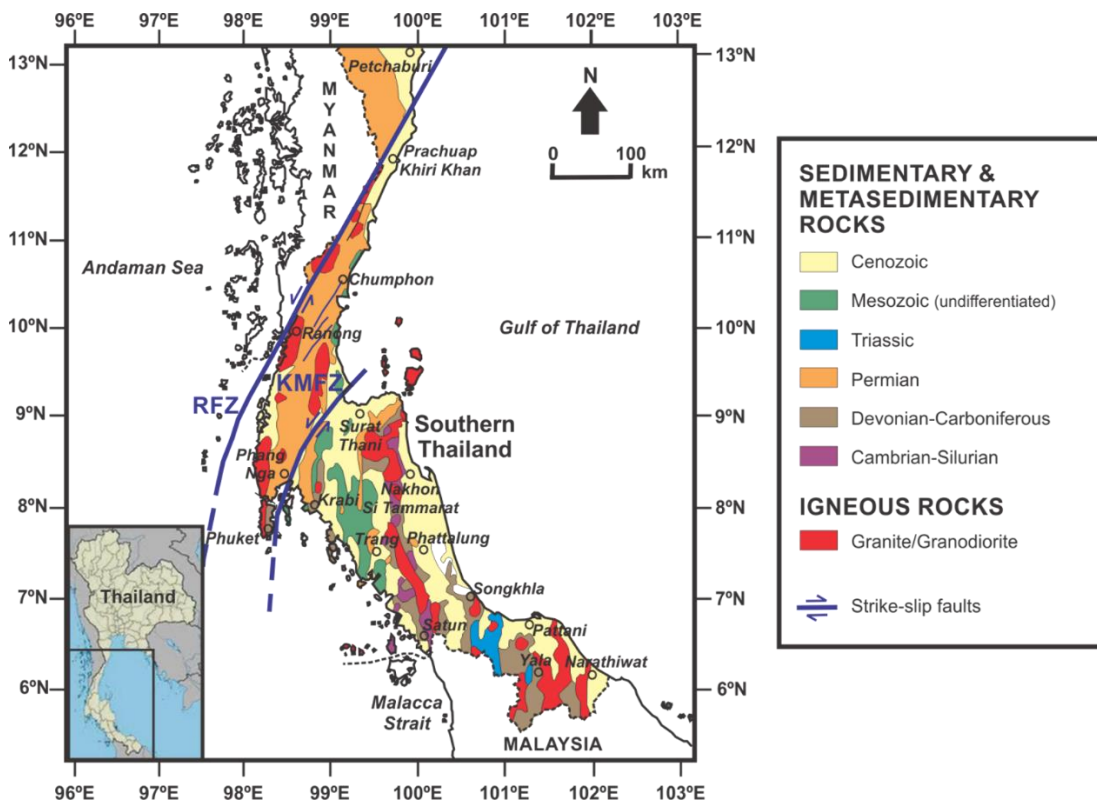 96°E 97°E 98°E 99°E 100°E 101°E 102°E 103°E
13°N
12°N
11°N
10°N
9°N
8°N
7°N
6°N
13°N
12°N
11°N
10°N
9°N
8°N
7°N
6°N
Petchaburi
MYANMAR
N
0 100
km
Prachuap
Khiri Khan
Andaman Sea
Chumphon
Gulf of Thailand
Ranong
KMFZ
RFZ
Surat
Thani
Southern
Thailand
Phang
Nga
Nakhon
Si Tammarat
Krabi
Phuket
Trang
Phattalung
Songkhla
Satun
Pattani
Yala
Narathiwat
Malacca
Strait
MALAYSIA
Thailand
96°E 97°E 98°E 99°E 100°E 101°E 102°E 103°E
SEDIMENTARY &
METASEDIMENTARY
ROCKS
Cenozoic
Mesozoic (undifferentiated)
Triassic
Permian
Devonian-Carboniferous
Cambrian-Silurian
IGNEOUS ROCKS
Granite/Granodiorite
Strike-slip faults